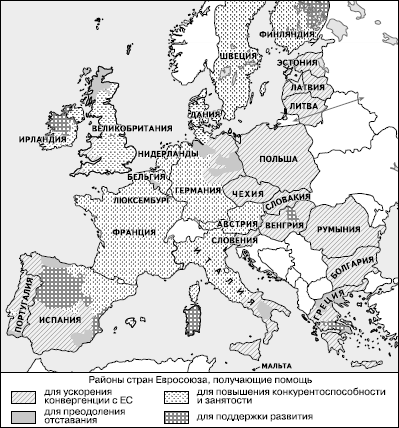 ФИНЛЯНДИЯ
ШВЕЦИЯ
ЭСТОНИЯ
ЛАТВИЯ
ЛИТВА
ДАНИЯ
ИРЛАНДИЯ
ВЕЛИКОБРИТАНИЯ
НИДЕРЛАНДЫ
ПОЛЬША
БЕЛЬГИЯ
ГЕРМАНИЯ
ЧЕХИЯ
ЛЮКСЕМБУРГ
СЛОВАКИЯ
ФРАНЦИЯ
АВСТРИЯ
ВЕНГРИЯ
РУМЫНИЯ
СЛОВЕНИЯ
ИТАЛИЯ
БОЛГАРИЯ
ПОРТУГАЛИЯ
ИСПАНИЯ
ГРЕЦИЯ
МАЛЬТА
Районы стран Евросоюза, получающие помощь
для ускорения
конвергенции с ЕС
для повышения конкурентоспособности
и занятости
для преодоления
отставания
для поддержки развития